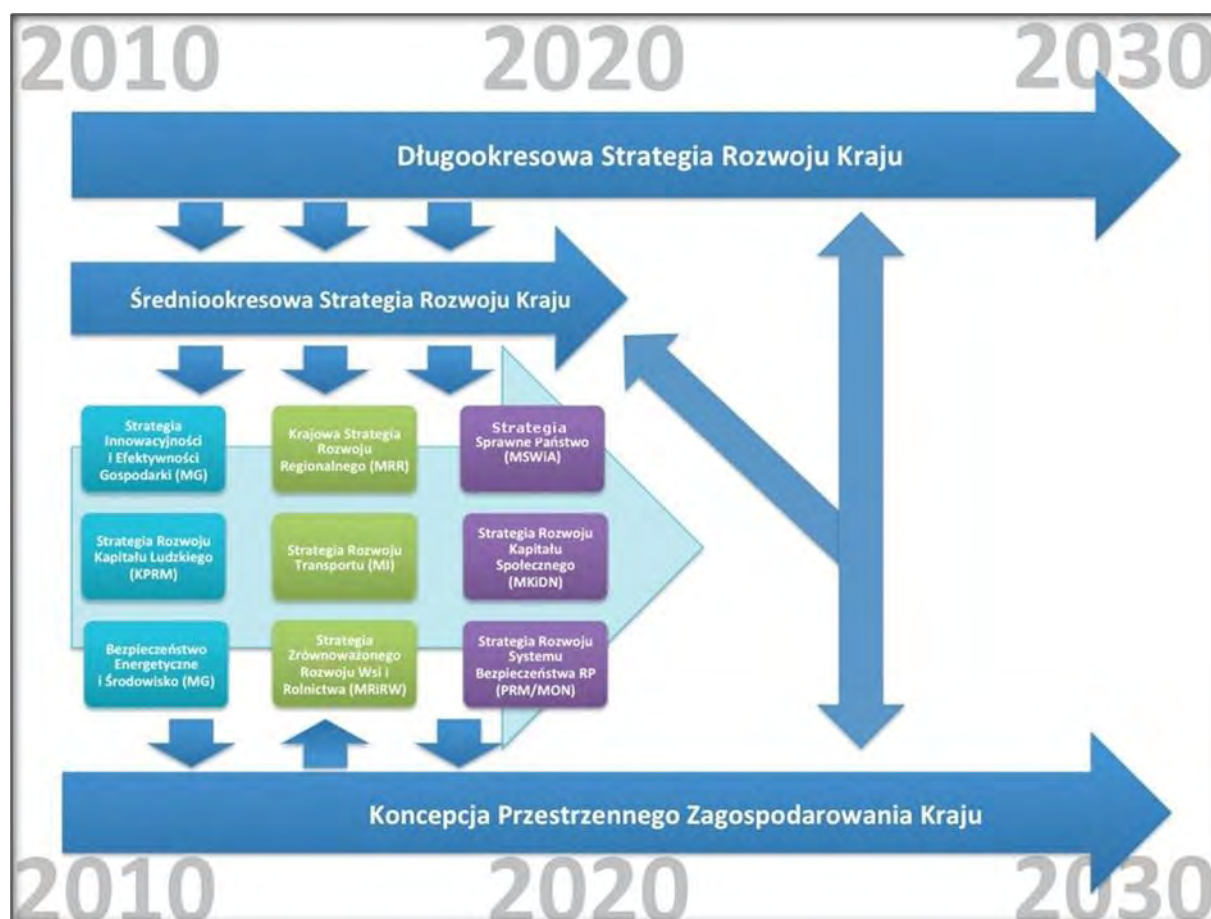 2010 2020 2030
Długookresowa Strategia Rozwoju Kraju
Średniookresowa Strategia Rozwoju Kraju
Strategia
Innowacyjności
i Efektywności
Gospodarki (MG)
Krajowa Strategia
Rozwoju
Regionalnego (MRR)
Strategia
Sprawne Państwo
(MSWiA)
Strategia Rozwoju
Kapitału Ludzkiego
(KPRM)
Strategia Rozwoju
Transportu (MI)
Strategia Rozwoju
Kapitału
Społecznego
(MKiDN)
Bezpieczeństwo
Energetyczne
i Środowisko (MG)
Strategia
Zrównoważonego
Rozwoju Wsi i
Rolnictwa (MRiRW)
Strategia Rozwoju
Systemu
Bezpieczeństwa RP
(PRM/MON)
Koncepcja Przestrzennego Zagospodarowania Kraju
2010 2020 2030